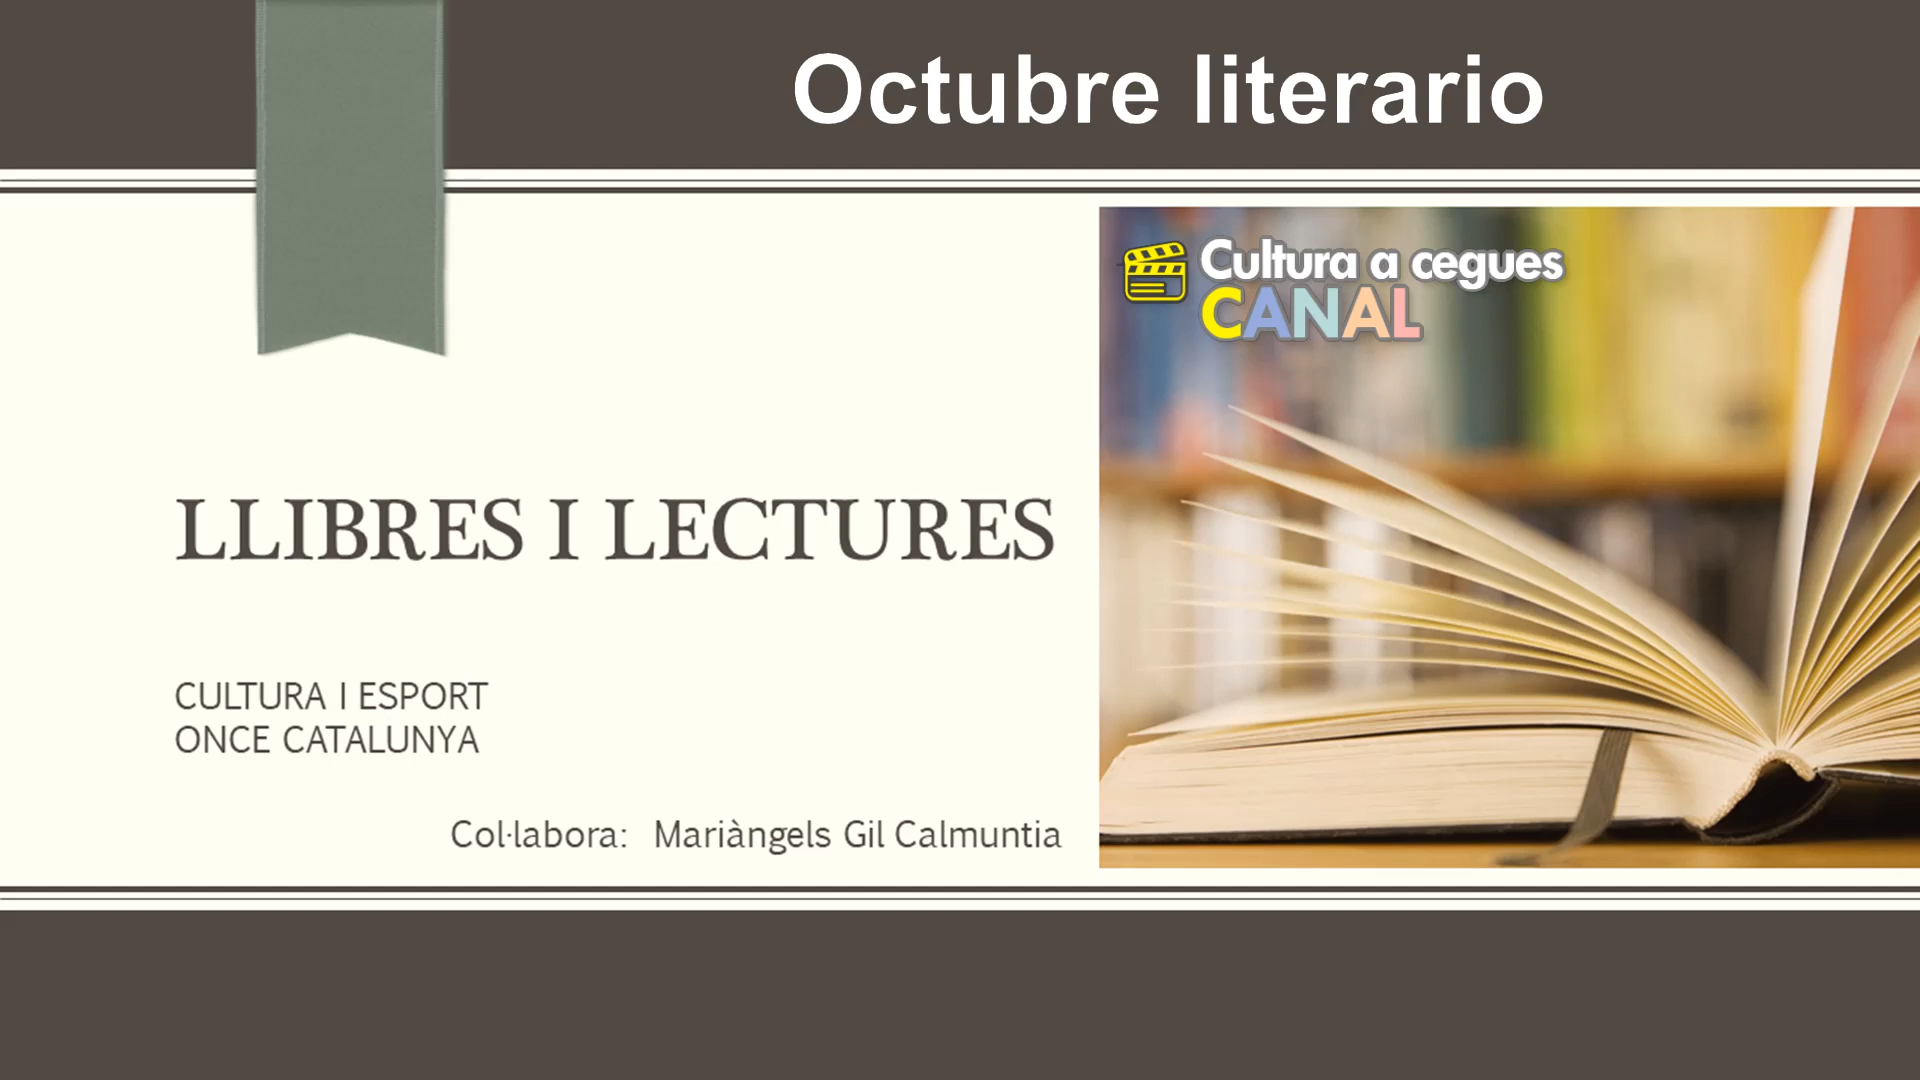 Octubre literario
Cultura a cegues
CANAL
LLIBRES I LECTURES
CULTURA I ESPORT
ONCE CATALUNYA
Col·labora: Mariàngels Gil Calmuntia